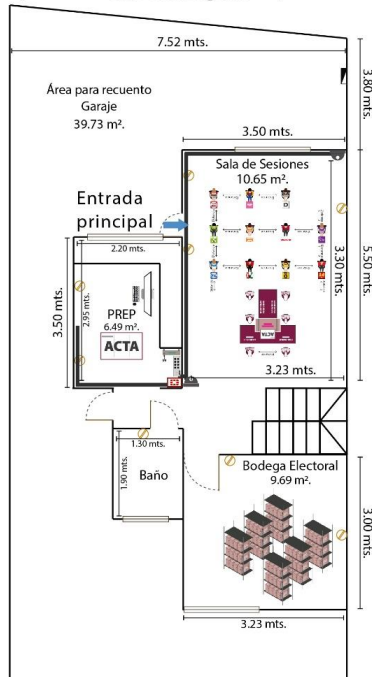 7.52 mts.
3.80 mts.
Área para recuento
Garaje
39.73 m².
3.50 mts.
Sala de Sesiones
10.65 m².
Entrada
principal
2.20 mts.
3.50 mts.
2.95 mts.
PREP
6.49 m².
ACTA
3.30 mts.
5.50 mts.
ACTA
3.23 mts.
1.30 mts.
1.90 mts.
Baño
Bodega Electoral
9.69 m².
3.00 mts.
3.23 mts.